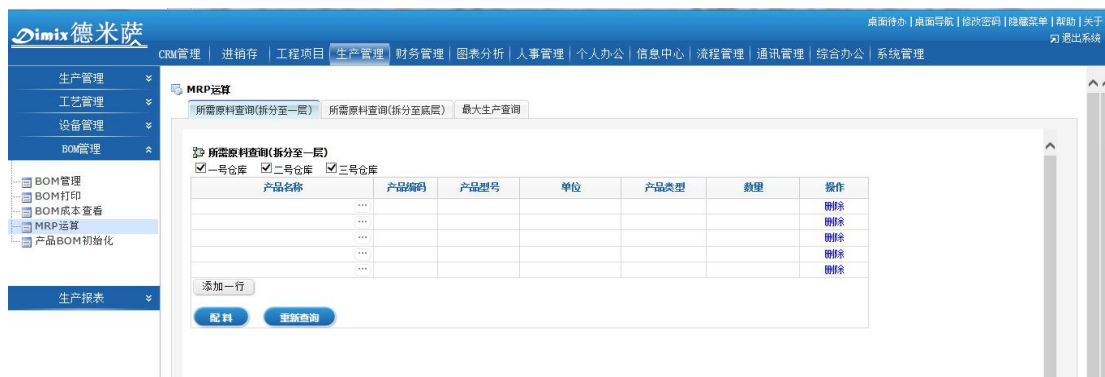 桌面待办 | 桌面导航 | 修改密码 | 隐藏菜单 | 帮助 | 关于
Dimix德米萨
退出系统
CRM管理 | 进销存 | 工程项目 | 生产管理 | 财务管理 | 图表分析 | 人事管理 | 个人办公 | 信息中心 | 流程管理 | 通讯管理 | 综合办公 | 系统管理
生产管理
工艺管理
设备管理
BOM管理
BOM管理
BOM打印
BOM成本查看
MRP运算
产品BOM初始化
生产报表
MRP运算
所需原料查询(拆分至一层) 所需原料查询(拆分至底层) 最大生产查询
所需原料查询(拆分至一层)
一号仓库 二号仓库 三号仓库
产品名称 产品编码 产品型号 单位 产品类型 数量 操作
... 删除
... 删除
... 删除
... 删除
... 删除
添加一行
配料 重新查询